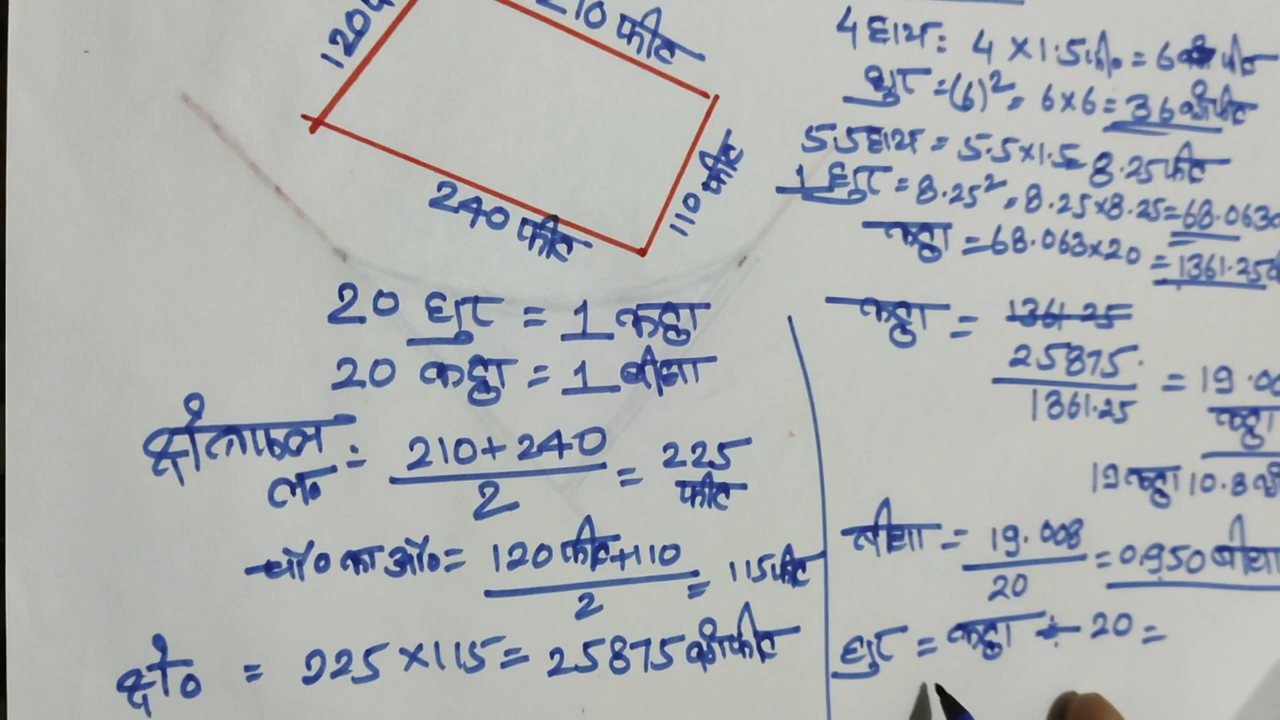 120
210 फीट
110 फीट
240 फीट
20 धुर = 1 कट्ठा
20 कट्ठा = 1 बीघा
क्षेत्रफल
ल० = 210+240 / 2 = 225 फीट
चौ० का औ० = 120 फीट+110 / 2 = 115 फीट
क्षे० = 225 × 115 = 25875 वर्ग फीट
4 हाथ: 4 × 1.5 फी० = 6 फीट
धुर = (6)² = 6×6 = 36 वर्ग फीट
5.5 हाथ = 5.5×1.5 = 8.25 फीट
1 धुर = 8.25² = 8.25×8.25 = 68.063
कट्ठा = 68.063×20 = 1361.25
कट्ठा = 25875 / 1361.25 = 19.00
कट्ठा
19 कट्ठा 10.8
बीघा = 19.008 / 20 = 0.950 बीघा
धुर = कट्ठा ÷ 20 =